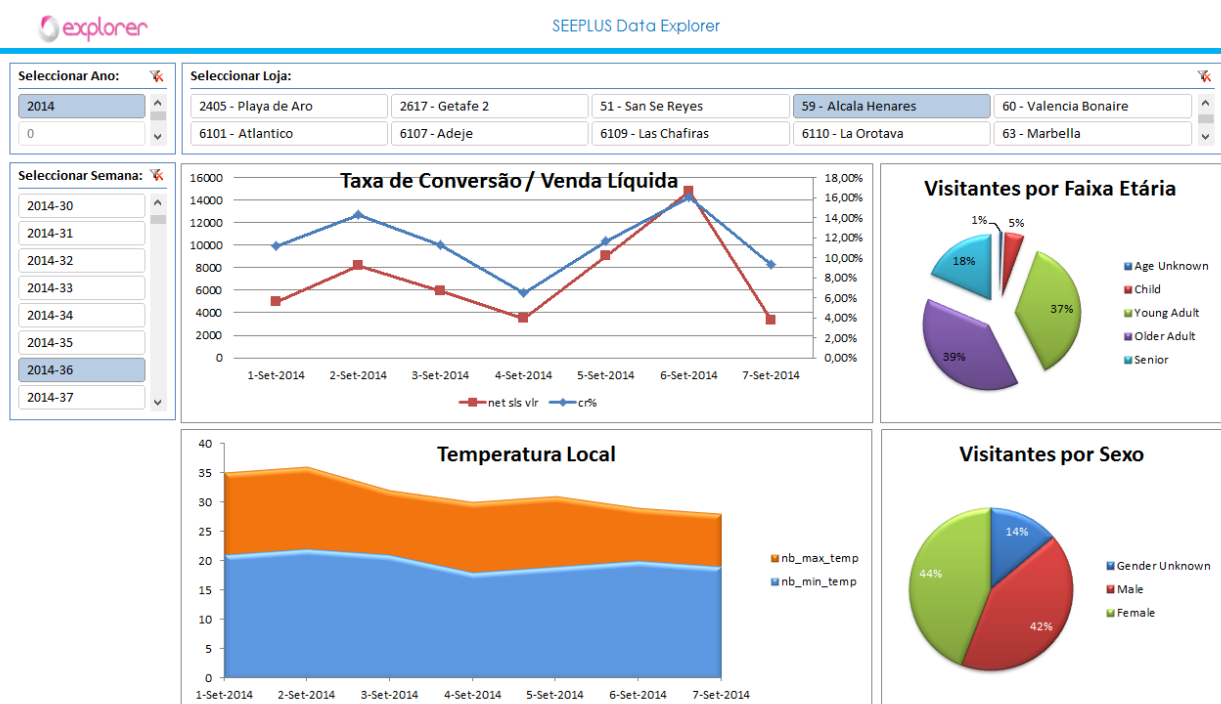 explorer
SEEPLUS Data Explorer
Seleccionar Ano:
2014
0
Seleccionar Loja:
2405 - Playa de Aro
2617 - Getafe 2
51 - San Se Reyes
59 - Alcala Henares
60 - Valencia Bonaire
6101 - Atlantico
6107 - Adeje
6109 - Las Chafiras
6110 - La Orotava
63 - Marbella
Seleccionar Semana:
2014-30
2014-31
2014-32
2014-33
2014-34
2014-35
2014-36
2014-37
Taxa de Conversão / Venda Líquida
16000
14000
12000
10000
8000
6000
4000
2000
0
18,00%
16,00%
14,00%
12,00%
10,00%
8,00%
6,00%
4,00%
2,00%
0,00%
1-Set-2014 2-Set-2014 3-Set-2014 4-Set-2014 5-Set-2014 6-Set-2014 7-Set-2014
net sls vlr cr%
Visitantes por Faixa Etária
1%
5%
18%
37%
39%
Age Unknown
Child
Young Adult
Older Adult
Senior
Temperatura Local
40
35
30
25
20
15
10
5
0
1-Set-2014 2-Set-2014 3-Set-2014 4-Set-2014 5-Set-2014 6-Set-2014 7-Set-2014
nb_max_temp
nb_min_temp
Visitantes por Sexo
14%
44%
42%
Gender Unknown
Male
Female